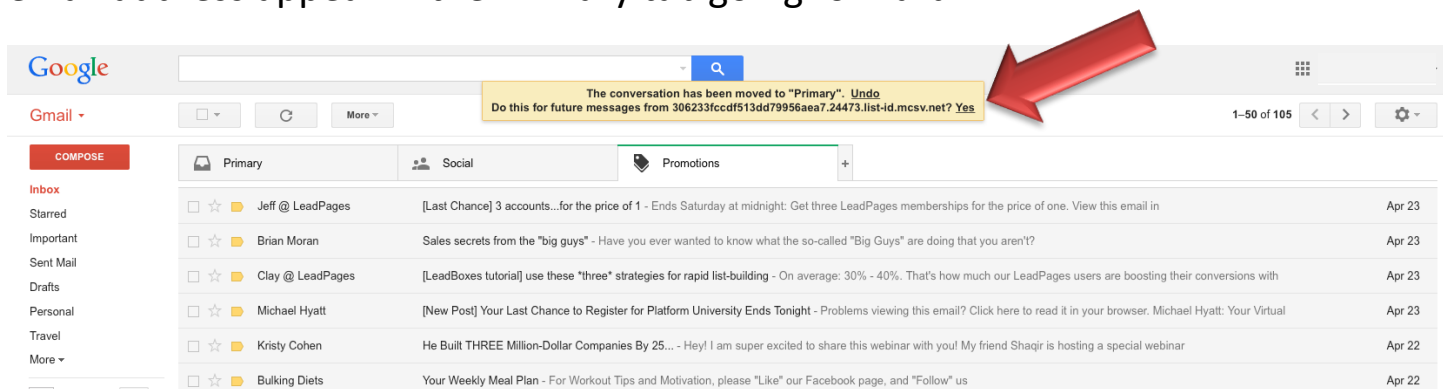 Google
The conversation has been moved to "Primary". Undo
Do this for future messages from 306233fccdf513dd79956aea7.24473.list-id.mcsv.net? Yes
Gmail
More
1–50 of 105
COMPOSE
Primary
Social
Promotions
+
Inbox
Starred
Important
Sent Mail
Drafts
Personal
Travel
More
Jeff @ LeadPages [Last Chance] 3 accounts...for the price of 1 - Ends Saturday at midnight: Get three LeadPages memberships for the price of one. View this email in Apr 23
Brian Moran Sales secrets from the "big guys" - Have you ever wanted to know what the so-called "Big Guys" are doing that you aren't? Apr 23
Clay @ LeadPages [LeadBoxes tutorial] use these *three* strategies for rapid list-building - On average: 30% - 40%. That's how much our LeadPages users are boosting their conversions with Apr 23
Michael Hyatt [New Post] Your Last Chance to Register for Platform University Ends Tonight - Problems viewing this email? Click here to read it in your browser. Michael Hyatt: Your Virtual Apr 23
Kristy Cohen He Built THREE Million-Dollar Companies By 25... - Hey! I am super excited to share this webinar with you! My friend Shaqir is hosting a special webinar Apr 22
Bulking Diets Your Weekly Meal Plan - For Workout Tips and Motivation, please "Like" our Facebook page, and "Follow" us Apr 22